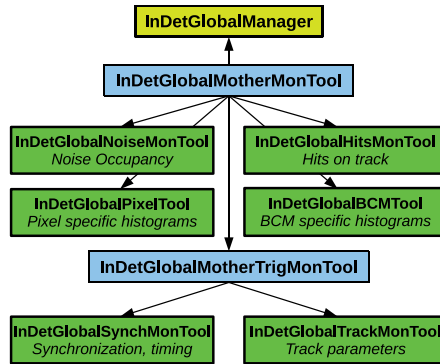 InDetGlobalManager
InDetGlobalMotherMonTool
InDetGlobalNoiseMonTool
Noise Occupancy
InDetGlobalHitsMonTool
Hits on track
InDetGlobalPixelTool
Pixel specific histograms
InDetGlobalBCMTool
BCM specific histograms
InDetGlobalMotherTrigMonTool
InDetGlobalSynchMonTool
Synchronization, timing
InDetGlobalTrackMonTool
Track parameters